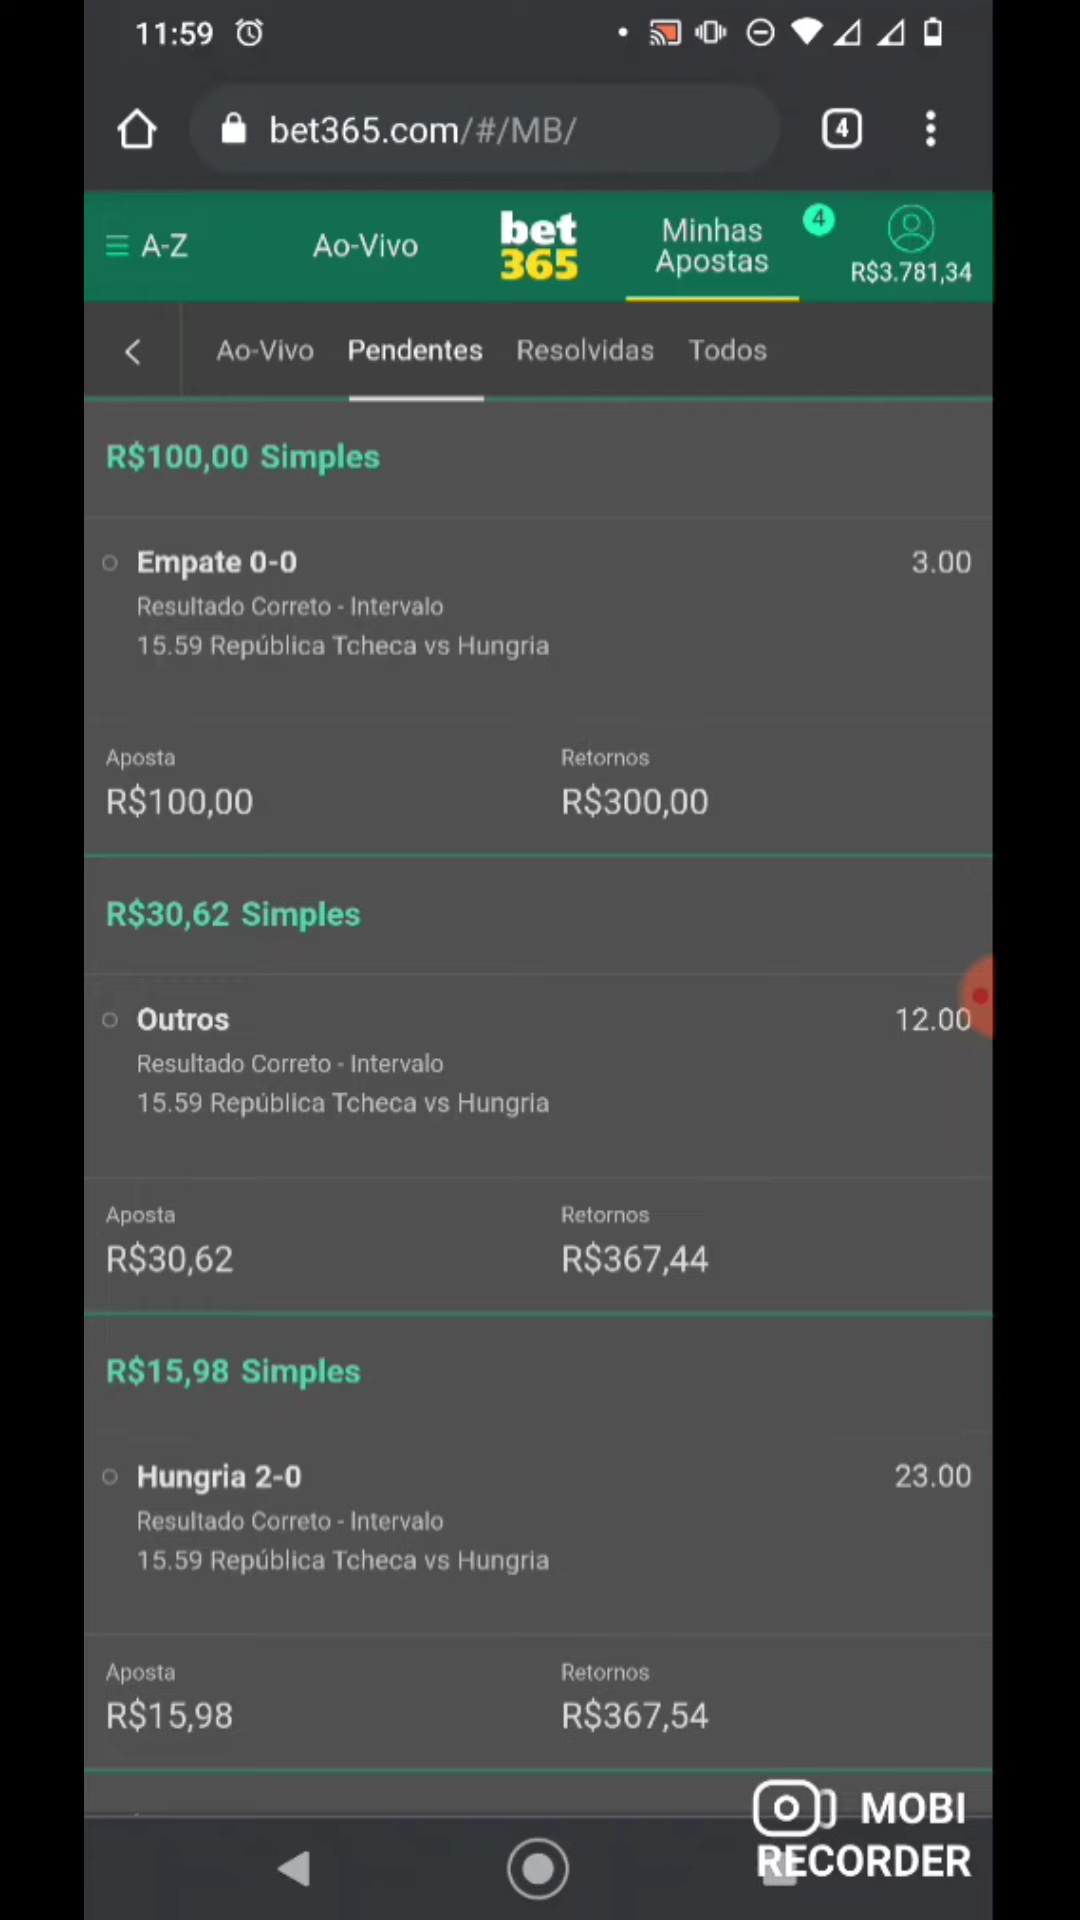 11:59
bet365.com/#/MB/
4
A-Z
Ao-Vivo
bet
365
Minhas
Apostas
4
R$3.781,34
Ao-Vivo
Pendentes
Resolvidas
Todos
R$100,00 Simples
Empate 0-0
3.00
Resultado Correto - Intervalo
15.59 República Tcheca vs Hungria
Aposta
Retornos
R$100,00
R$300,00
R$30,62 Simples
Outros
12.00
Resultado Correto - Intervalo
15.59 República Tcheca vs Hungria
Aposta
Retornos
R$30,62
R$367,44
R$15,98 Simples
Hungria 2-0
23.00
Resultado Correto - Intervalo
15.59 República Tcheca vs Hungria
Aposta
Retornos
R$15,98
R$367,54
MOBI
RECORDER